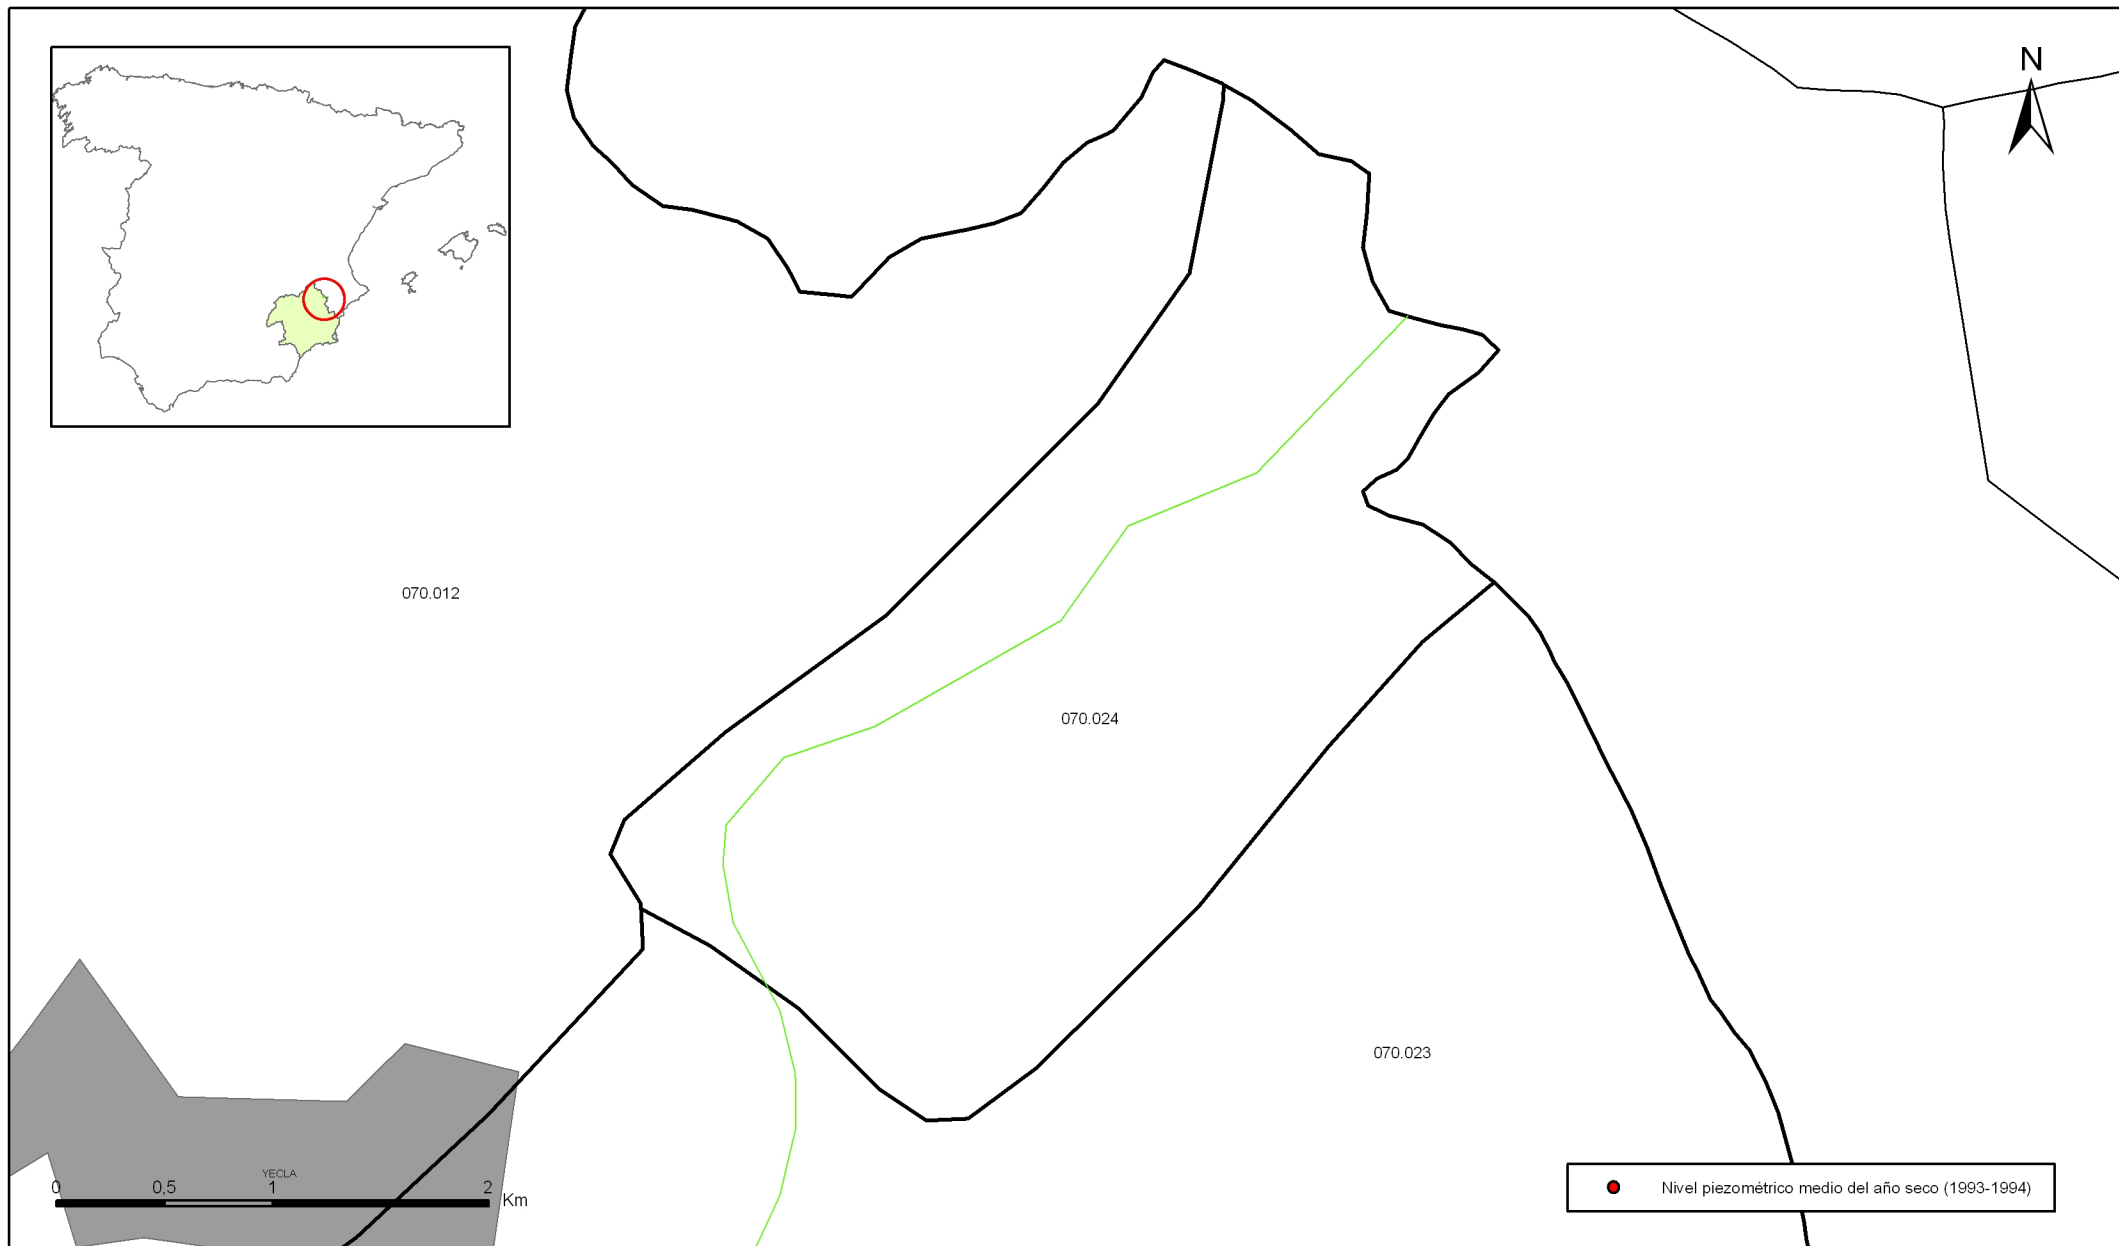 N
070.012
070.024
070.023
YECLA
0 0,5 1 2 Km
Nivel piezométrico medio del año seco (1993-1994)